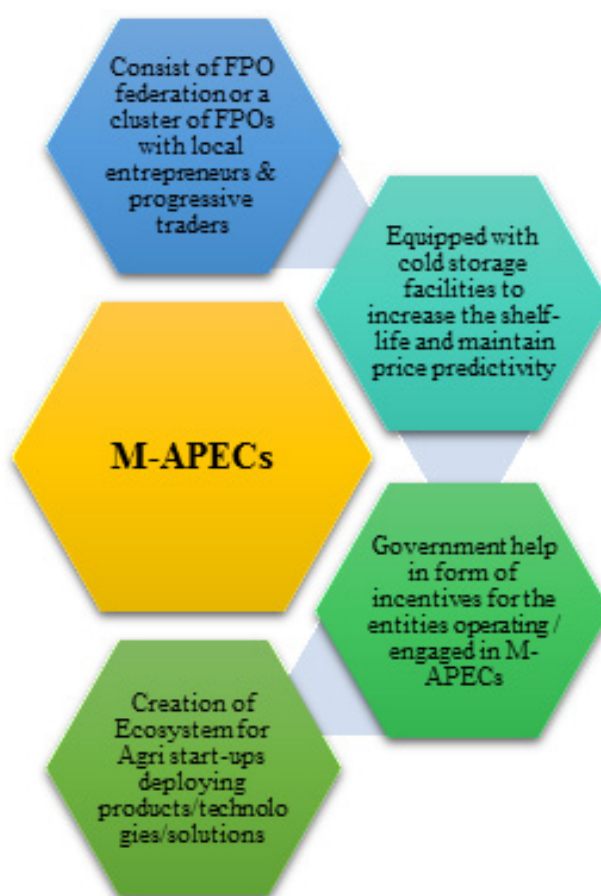 Consist of FPO
federation or a
cluster of FPOs
with local
entrepreneurs &
progressive
traders
Equipped with
cold storage
facilities to
increase the shelf-
life and maintain
price predictivity
M-APECs
Government help
in form of
incentives for the
entities operating /
engaged in M-
APECs
Creation of
Ecosystem for
Agri start-ups
deploying
products/technolo
gies/solutions